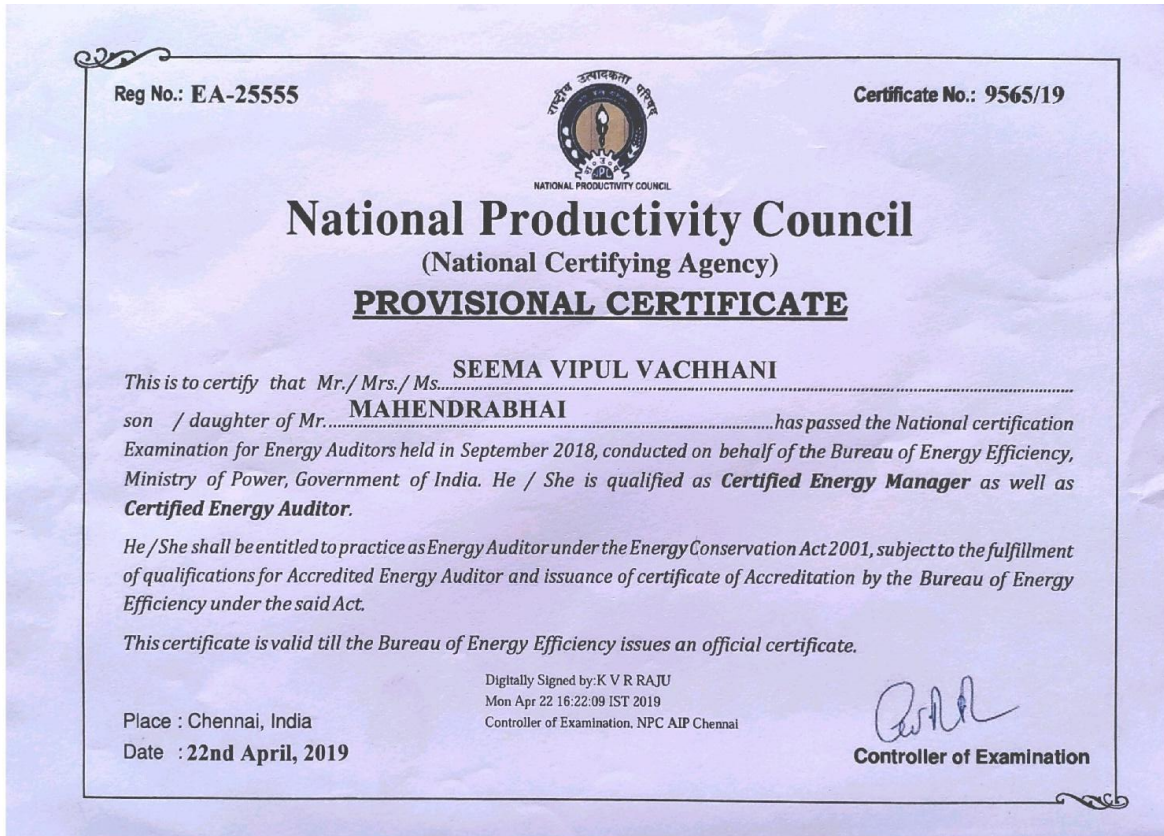 Reg No.: EA-25555
राष्ट्रीय उत्पादकता परिषद
Certificate No.: 9565/19
NPC
NATIONAL PRODUCTIVITY COUNCIL
National Productivity Council
(National Certifying Agency)
PROVISIONAL CERTIFICATE
This is to certify that Mr./ Mrs./ Ms. SEEMA VIPUL VACHHANI
son / daughter of Mr. MAHENDRABHAI has passed the National certification
Examination for Energy Auditors held in September 2018, conducted on behalf of the Bureau of Energy Efficiency,
Ministry of Power, Government of India. He / She is qualified as Certified Energy Manager as well as
Certified Energy Auditor.
He / She shall be entitled to practice as Energy Auditor under the Energy Conservation Act 2001, subject to the fulfillment
of qualifications for Accredited Energy Auditor and issuance of certificate of Accreditation by the Bureau of Energy
Efficiency under the said Act.
This certificate is valid till the Bureau of Energy Efficiency issues an official certificate.
Digitally Signed by:K V R RAJU
Mon Apr 22 16:22:09 IST 2019
Controller of Examination, NPC AIP Chennai
Place : Chennai, India
Date : 22nd April, 2019
Controller of Examination